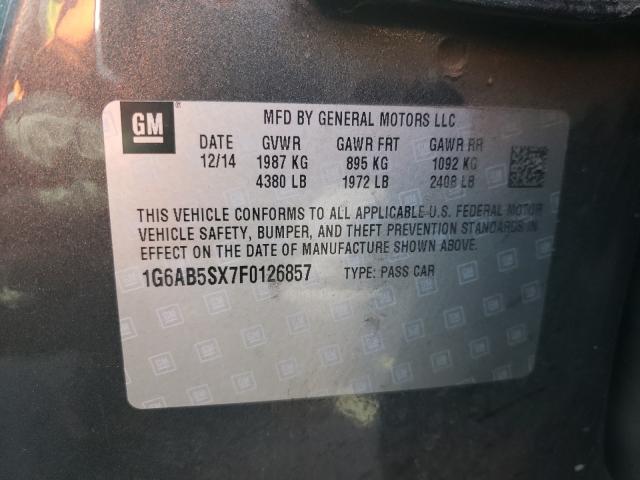 GM
MFD BY GENERAL MOTORS LLC
DATE GVWR GAWR FRT GAWR RR
12/14 1987 KG 895 KG 1092 KG
4380 LB 1972 LB 2408 LB
THIS VEHICLE CONFORMS TO ALL APPLICABLE U.S. FEDERAL MOTOR
VEHICLE SAFETY, BUMPER, AND THEFT PREVENTION STANDARDS IN
EFFECT ON THE DATE OF MANUFACTURE SHOWN ABOVE.
1G6AB5SX7F0126857 TYPE: PASS CAR